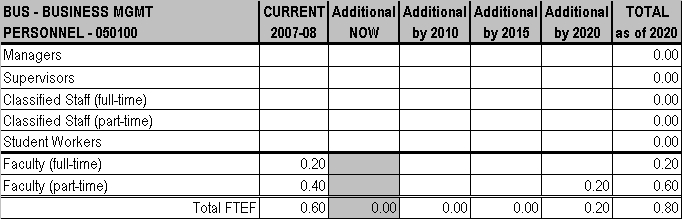 BUS - BUSINESS MGMT CURRENT Additional Additional Additional Additional TOTAL
PERSONNEL - 050100 2007-08 NOW by 2010 by 2015 by 2020 as of 2020
Managers 0.00
Supervisors 0.00
Classified Staff (full-time) 0.00
Classified Staff (part-time) 0.00
Student Workers 0.00
Faculty (full-time) 0.20 0.20
Faculty (part-time) 0.40 0.20 0.60
Total FTEF 0.60 0.00 0.00 0.00 0.20 0.80